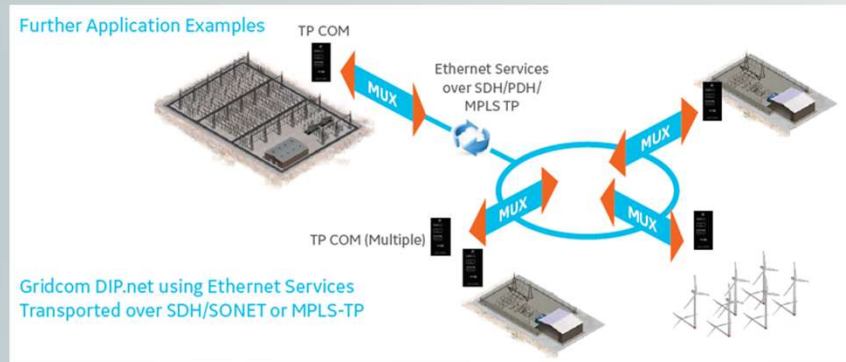 Further Application Examples
TP COM
MUX
Ethernet Services
over SDH/PDH/
MPLS TP
MUX
MUX
MUX
TP COM (Multiple)
Gridcom DIP.net using Ethernet Services
Transported over SDH/SONET or MPLS-TP